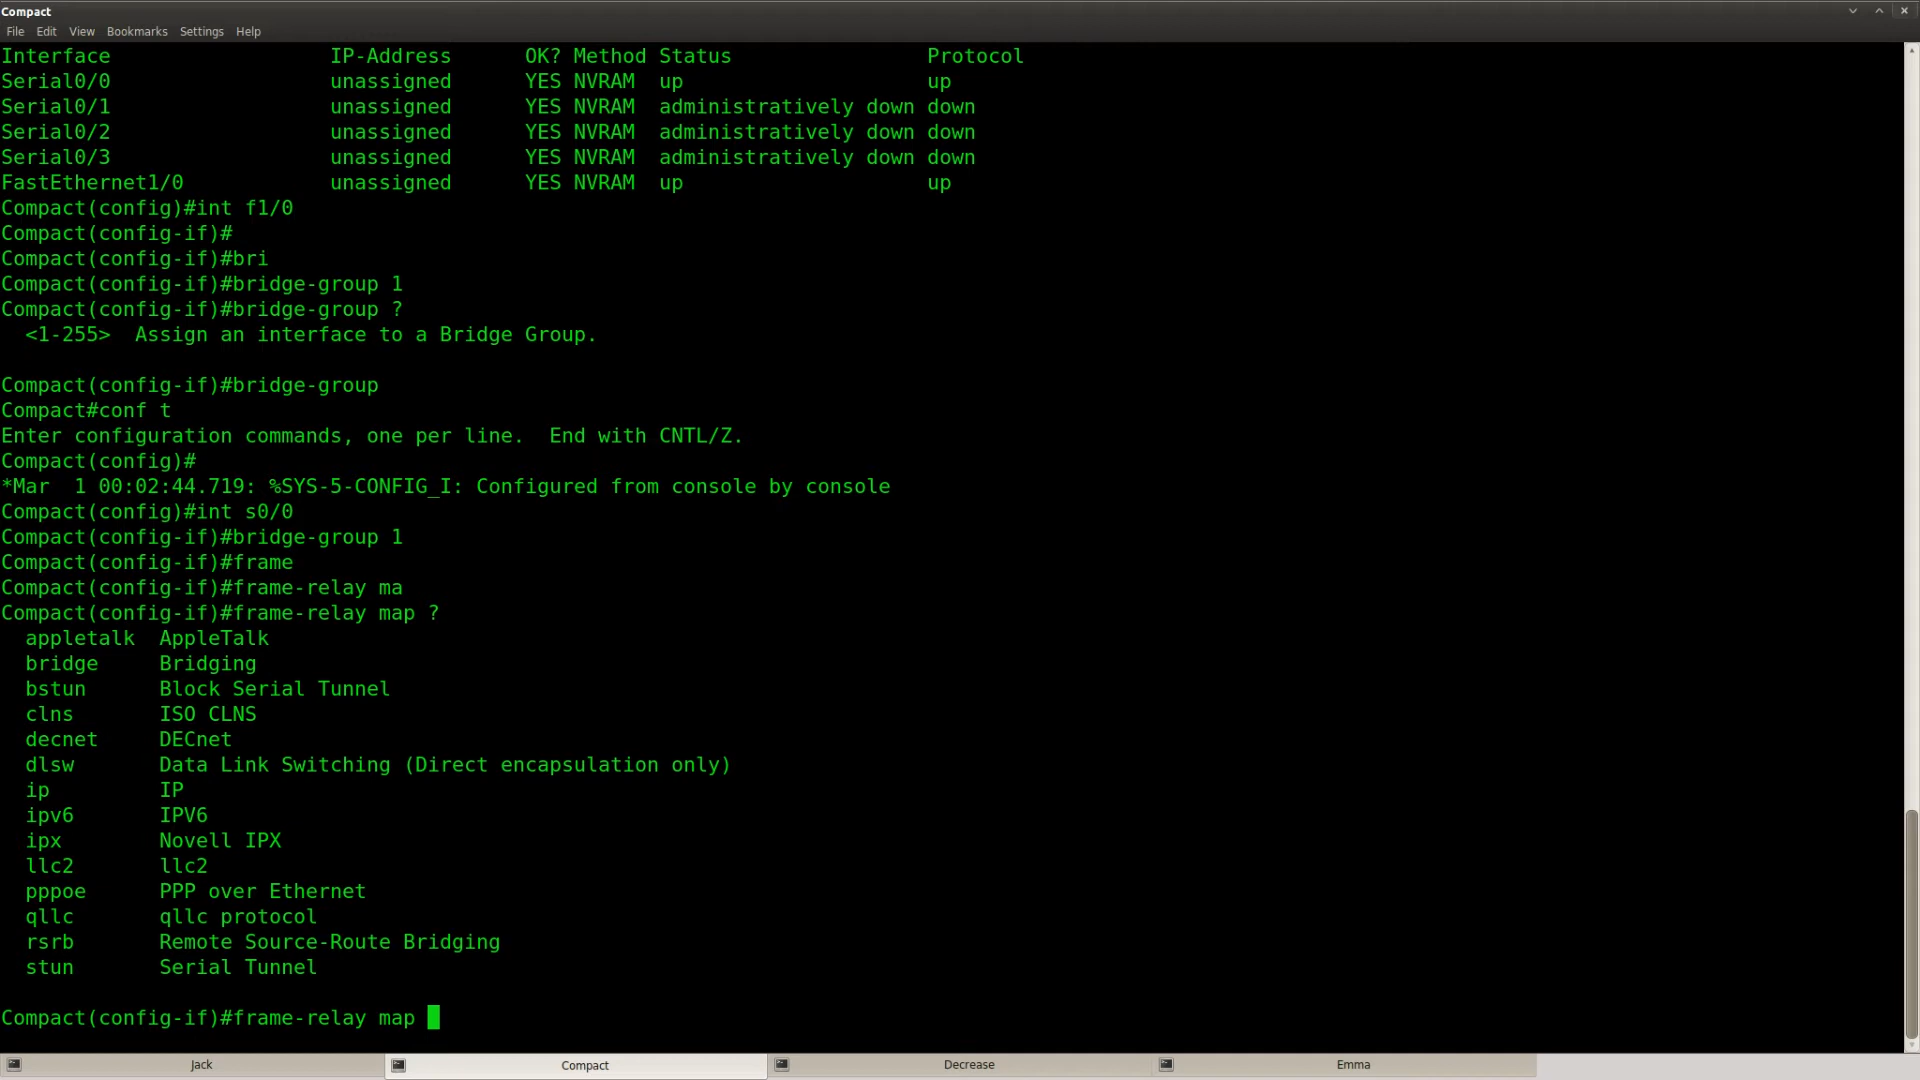 Compact
File Edit View Bookmarks Settings Help
Interface IP-Address OK? Method Status Protocol
Serial0/0 unassigned YES NVRAM up up
Serial0/1 unassigned YES NVRAM administratively down down
Serial0/2 unassigned YES NVRAM administratively down down
Serial0/3 unassigned YES NVRAM administratively down down
FastEthernet1/0 unassigned YES NVRAM up up
Compact(config)#int f1/0
Compact(config-if)#
Compact(config-if)#bri
Compact(config-if)#bridge-group 1
Compact(config-if)#bridge-group ?
<1-255> Assign an interface to a Bridge Group.
Compact(config-if)#bridge-group
Compact#conf t
Enter configuration commands, one per line. End with CNTL/Z.
Compact(config)#
*Mar 1 00:02:44.719: %SYS-5-CONFIG_I: Configured from console by console
Compact(config)#int s0/0
Compact(config-if)#bridge-group 1
Compact(config-if)#frame
Compact(config-if)#frame-relay ma
Compact(config-if)#frame-relay map ?
appletalk AppleTalk
bridge Bridging
bstun Block Serial Tunnel
clns ISO CLNS
decnet DECnet
dlsw Data Link Switching (Direct encapsulation only)
ip IP
ipv6 IPV6
ipx Novell IPX
llc2 llc2
pppoe PPP over Ethernet
qllc qllc protocol
rsrb Remote Source-Route Bridging
stun Serial Tunnel
Compact(config-if)#frame-relay map
Jack Compact Decrease Emma